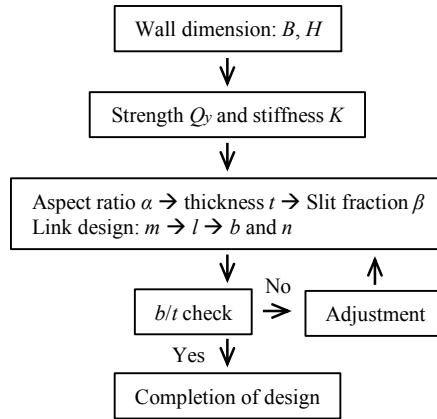 Wall dimension: B, H
Strength Qy and stiffness K
Aspect ratio α → thickness t → Slit fraction β
Link design: m → l → b and n
No
b/t check
Adjustment
Yes
Completion of design